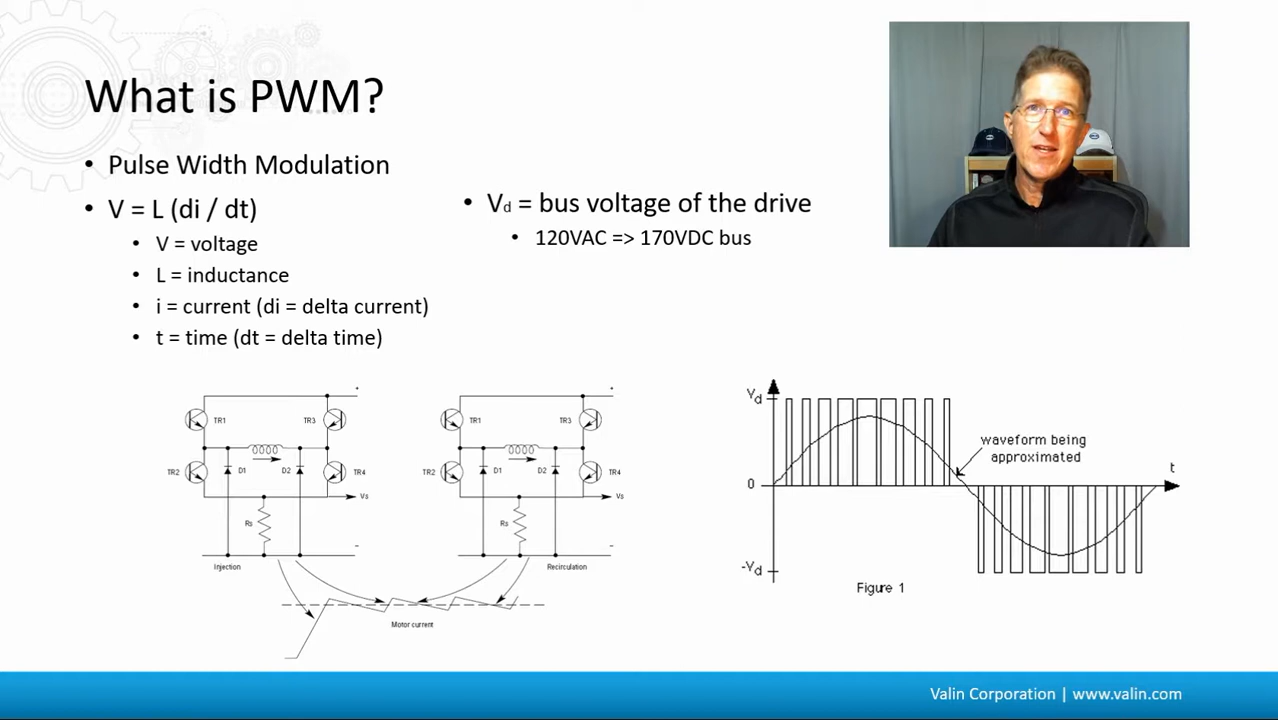 What is PWM?
• Pulse Width Modulation
• V = L (di / dt)
• V = voltage
• L = inductance
• i = current (di = delta current)
• t = time (dt = delta time)
• Vd = bus voltage of the drive
• 120VAC => 170VDC bus
+
TR1
TR3
TR2
D1
D2
TR4
Vs
Rs
-
Injection
+
TR1
TR3
TR2
D1
D2
TR4
Vs
Rs
-
Recirculation
Motor current
Vd
waveform being
approximated
t
0
-Vd
Figure 1
Valin Corporation | www.valin.com